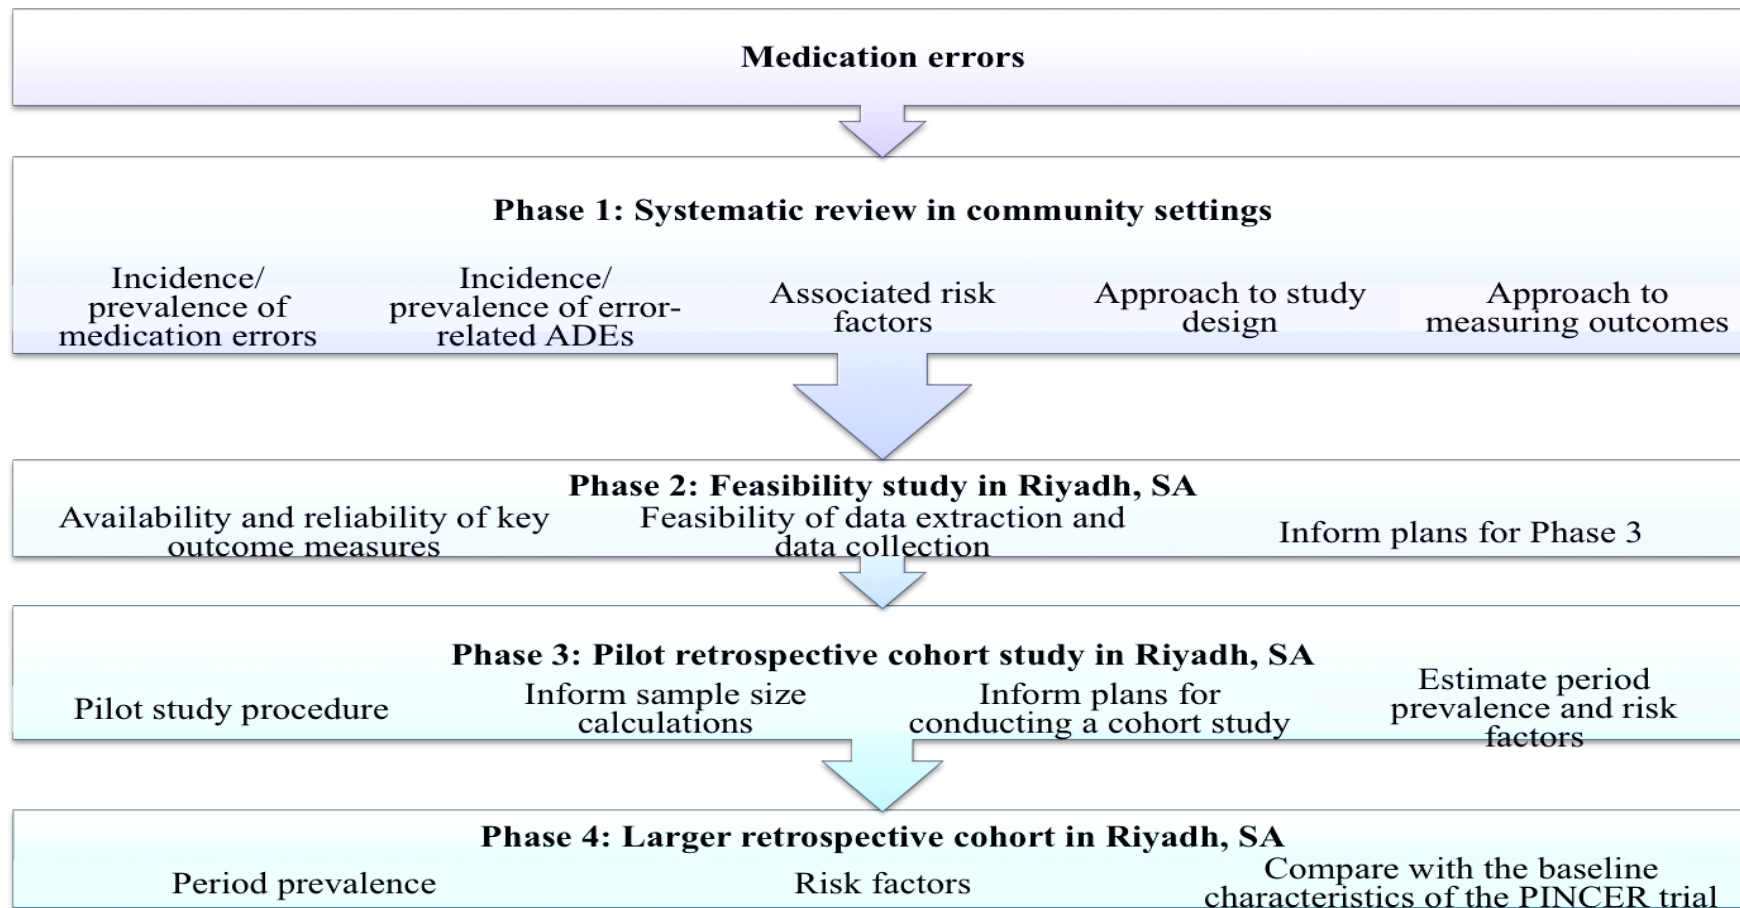 Medication errors
Phase 1: Systematic review in community settings
Incidence/
prevalence of
medication errors
Incidence/
prevalence of error-
related ADEs
Associated risk
factors
Approach to study
design
Approach to
measuring outcomes
Phase 2: Feasibility study in Riyadh, SA
Availability and reliability of key
outcome measures
Feasibility of data extraction and
data collection
Inform plans for Phase 3
Phase 3: Pilot retrospective cohort study in Riyadh, SA
Pilot study procedure
Inform sample size
calculations
Inform plans for
conducting a cohort study
Estimate period
prevalence and risk
factors
Phase 4: Larger retrospective cohort in Riyadh, SA
Period prevalence
Risk factors
Compare with the baseline
characteristics of the PINCER trial